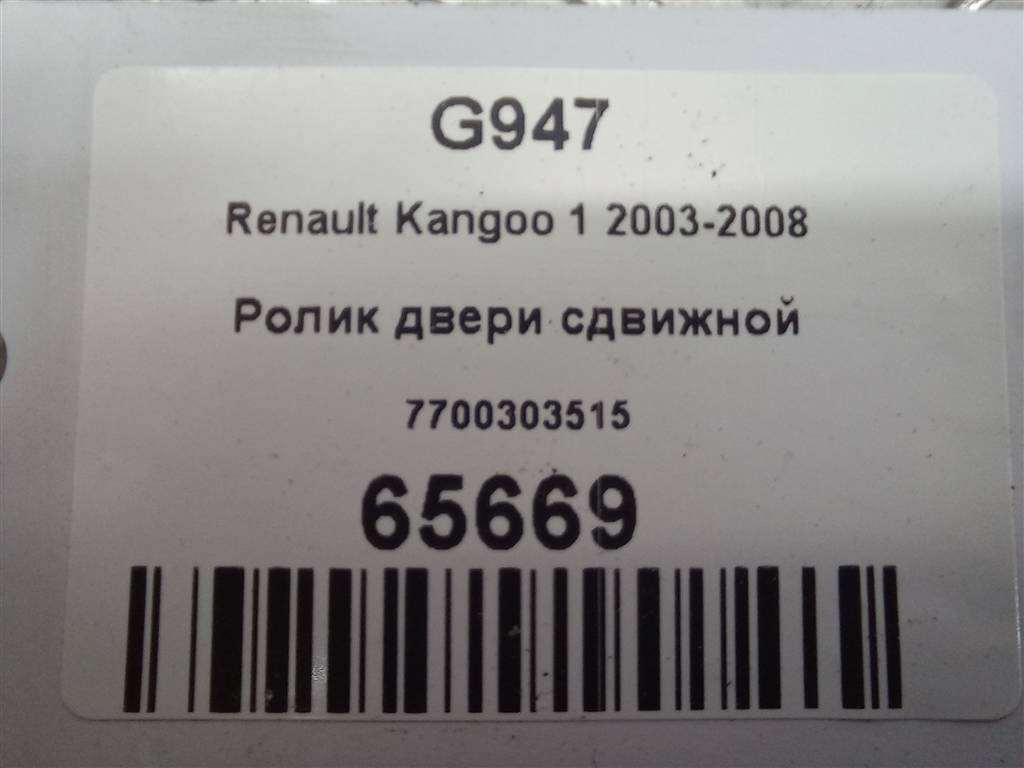 G947
Renault Kangoo 1 2003-2008
Ролик двери сдвижной
7700303515
65669